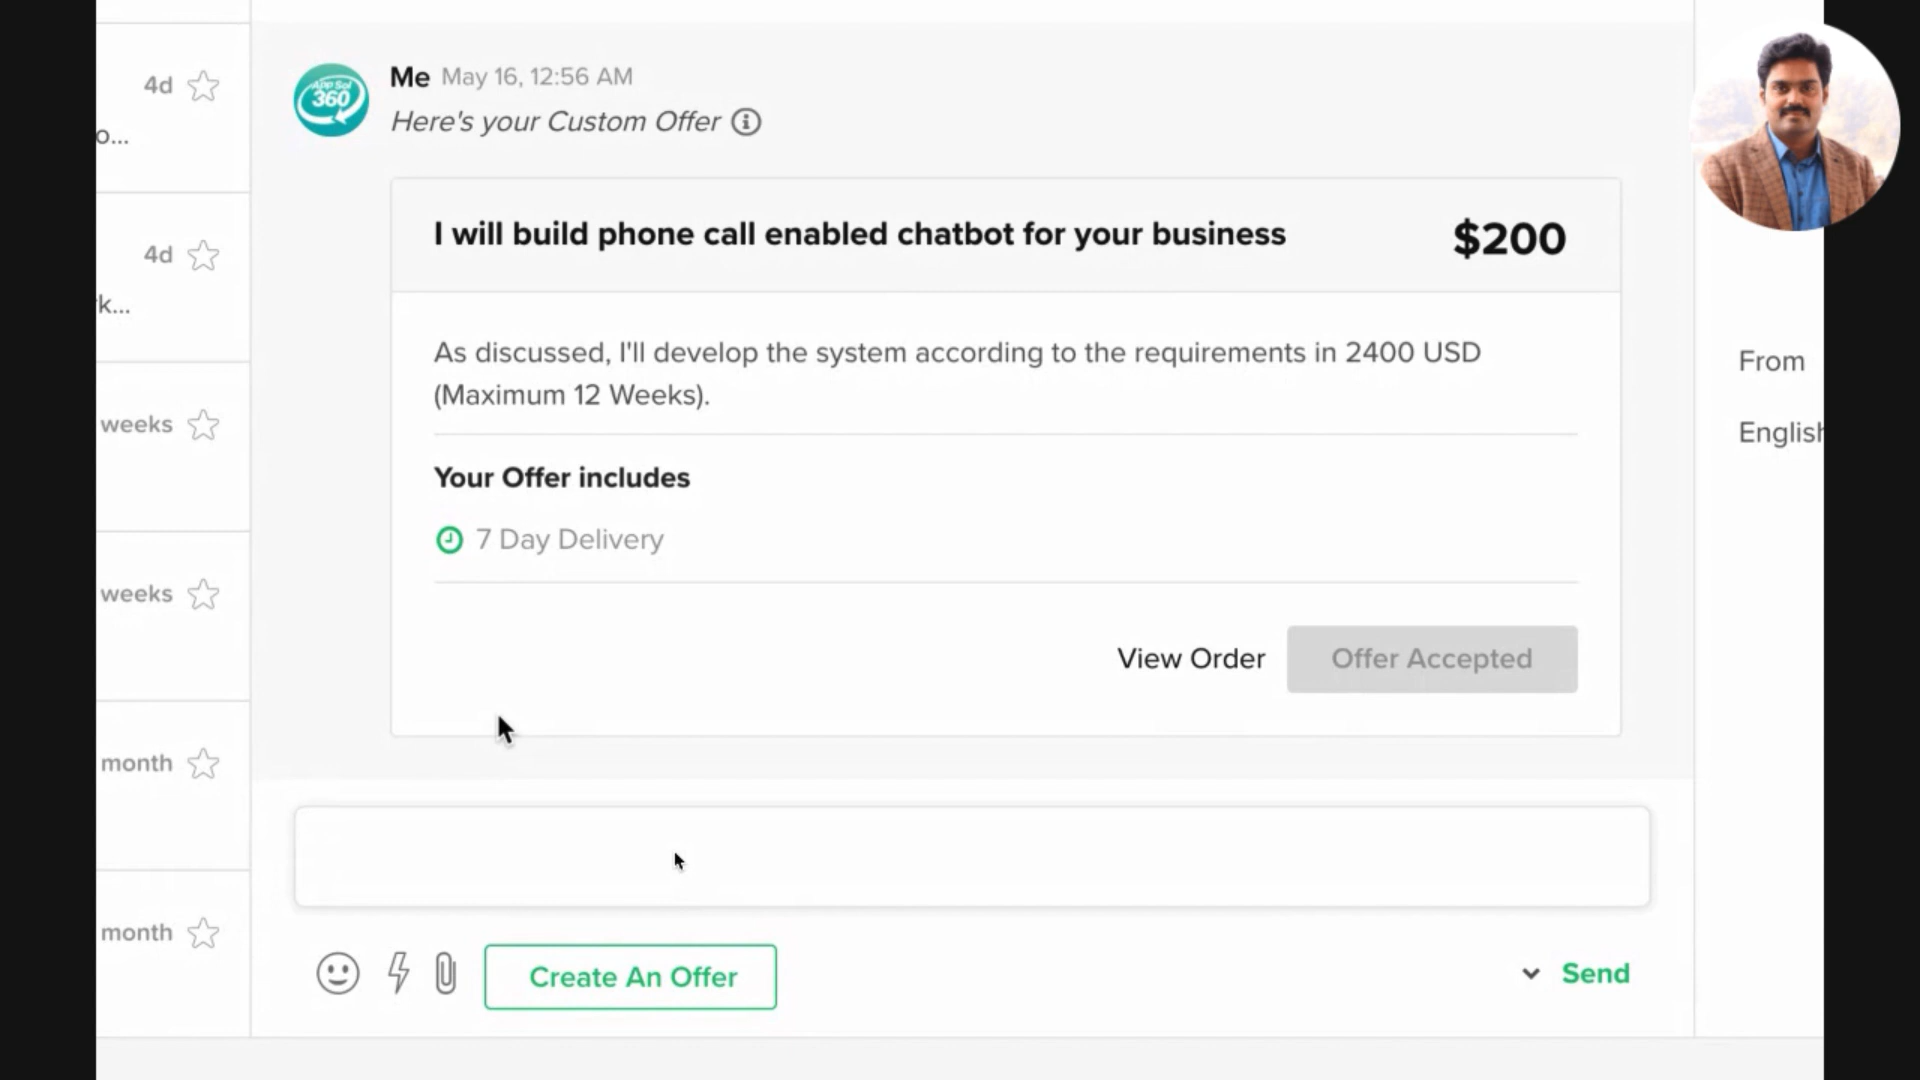 4d
o...
4d
k...
weeks
weeks
month
month
App Sol
360
Me May 16, 12:56 AM
Here's your Custom Offer
I will build phone call enabled chatbot for your business
$200
As discussed, I'll develop the system according to the requirements in 2400 USD
(Maximum 12 Weeks).
Your Offer includes
7 Day Delivery
View Order
Offer Accepted
Create An Offer
Send
From
English